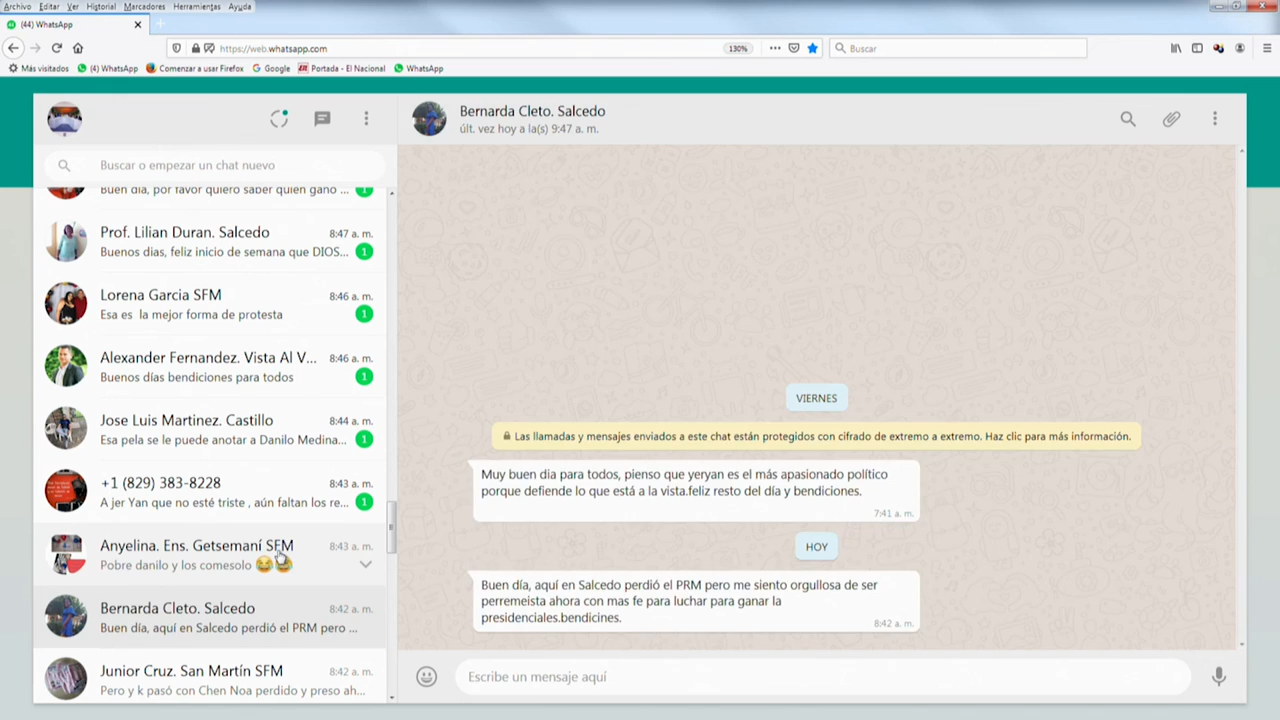 Archivo Editar Ver Historial Marcadores Herramientas Ayuda
(44) WhatsApp
https://web.whatsapp.com
130%
Buscar
Más visitados (4) WhatsApp Comenzar a usar Firefox Google Portada - El Nacional WhatsApp
Buscar o empezar un chat nuevo
Buen día, por favor quiero saber quien gano ...
1
Prof. Lilian Duran. Salcedo 8:47 a. m.
Buenos dias, feliz inicio de semana que DIOS... 1
Lorena Garcia SFM 8:46 a. m.
Esa es la mejor forma de protesta 1
Alexander Fernandez. Vista Al V... 8:46 a. m.
Buenos días bendiciones para todos 1
Jose Luis Martinez. Castillo 8:44 a. m.
Esa pela se le puede anotar a Danilo Medina... 1
+1 (829) 383-8228 8:43 a. m.
A jer Yan que no esté triste , aún faltan los re... 1
Anyelina. Ens. Getsemaní SFM 8:43 a. m.
Pobre danilo y los comesolo 😂😂
Bernarda Cleto. Salcedo 8:42 a. m.
Buen día, aquí en Salcedo perdió el PRM pero ...
Junior Cruz. San Martín SFM 8:42 a. m.
Pero y k pasó con Chen Noa perdido y preso ah...
Bernarda Cleto. Salcedo
últ. vez hoy a la(s) 9:47 a. m.
VIERNES
Las llamadas y mensajes enviados a este chat están protegidos con cifrado de extremo a extremo. Haz clic para más información.
Muy buen dia para todos, pienso que yeryan es el más apasionado político
porque defiende lo que está a la vista.feliz resto del día y bendiciones.
7:41 a. m.
HOY
Buen día, aquí en Salcedo perdió el PRM pero me siento orgullosa de ser
perremeista ahora con mas fe para luchar para ganar la
presidenciales.bendicines.
8:42 a. m.
Escribe un mensaje aquí